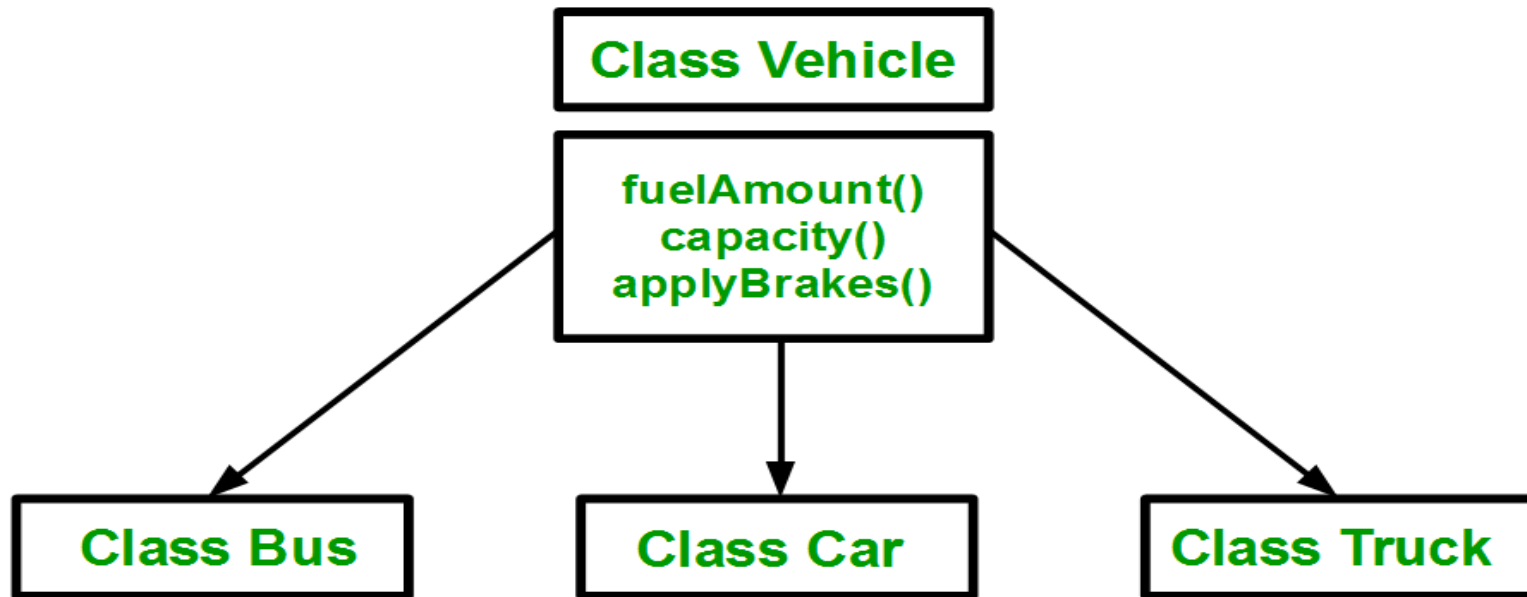 Class Vehicle
fuelAmount()
capacity()
applyBrakes()
Class Bus
Class Car
Class Truck